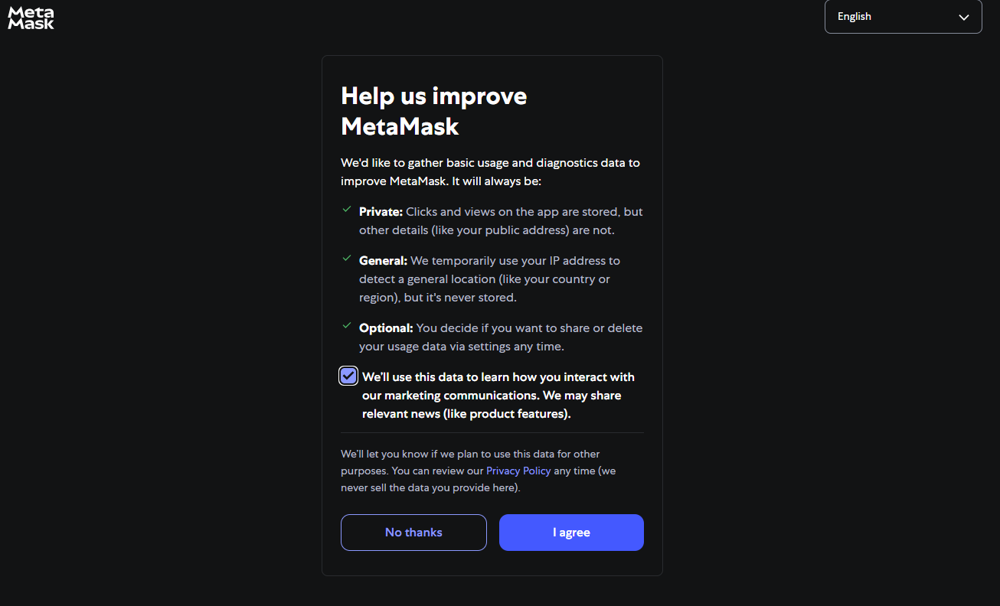 Meta
Mask
English
Help us improve
MetaMask
We'd like to gather basic usage and diagnostics data to
improve MetaMask. It will always be:
Private: Clicks and views on the app are stored, but
other details (like your public address) are not.
General: We temporarily use your IP address to
detect a general location (like your country or
region), but it's never stored.
Optional: You decide if you want to share or delete
your usage data via settings any time.
We'll use this data to learn how you interact with
our marketing communications. We may share
relevant news (like product features).
We'll let you know if we plan to use this data for other
purposes. You can review our Privacy Policy any time (we
never sell the data you provide here).
No thanks
I agree